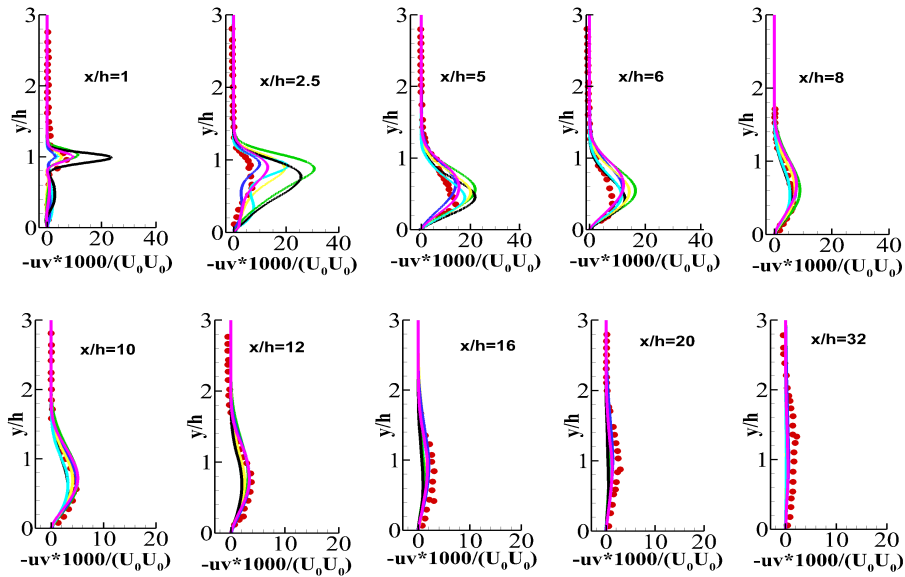 3
2
1
0
y/h
x/h=1
0 20 40
-uv*1000/(U₀U₀)
3
2
1
0
y/h
x/h=2.5
0 20 40
-uv*1000/(U₀U₀)
3
2
1
0
y/h
x/h=5
0 20 40
-uv*1000/(U₀U₀)
3
2
1
0
y/h
x/h=6
0 20 40
-uv*1000/(U₀U₀)
3
2
1
0
y/h
x/h=8
0 20 40
-uv*1000/(U₀U₀)
3
2
1
0
y/h
x/h=10
0 10 20
-uv*1000/(U₀U₀)
3
2
1
0
y/h
x/h=12
0 10 20
-uv*1000/(U₀U₀)
3
2
1
0
y/h
x/h=16
0 10 20
-uv*1000/(U₀U₀)
3
2
1
0
y/h
x/h=20
0 10 20
-uv*1000/(U₀U₀)
3
2
1
0
y/h
x/h=32
0 10 20
-uv*1000/(U₀U₀)